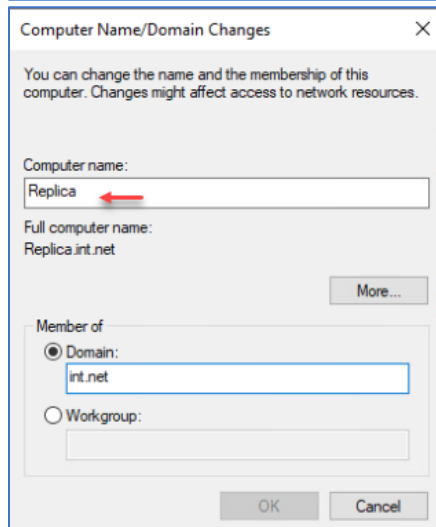 Computer Name/Domain Changes
You can change the name and the membership of this
computer. Changes might affect access to network resources.
Computer name:
Replica
Full computer name:
Replica.int.net
More...
Member of
Domain:
int.net
Workgroup:
OK
Cancel